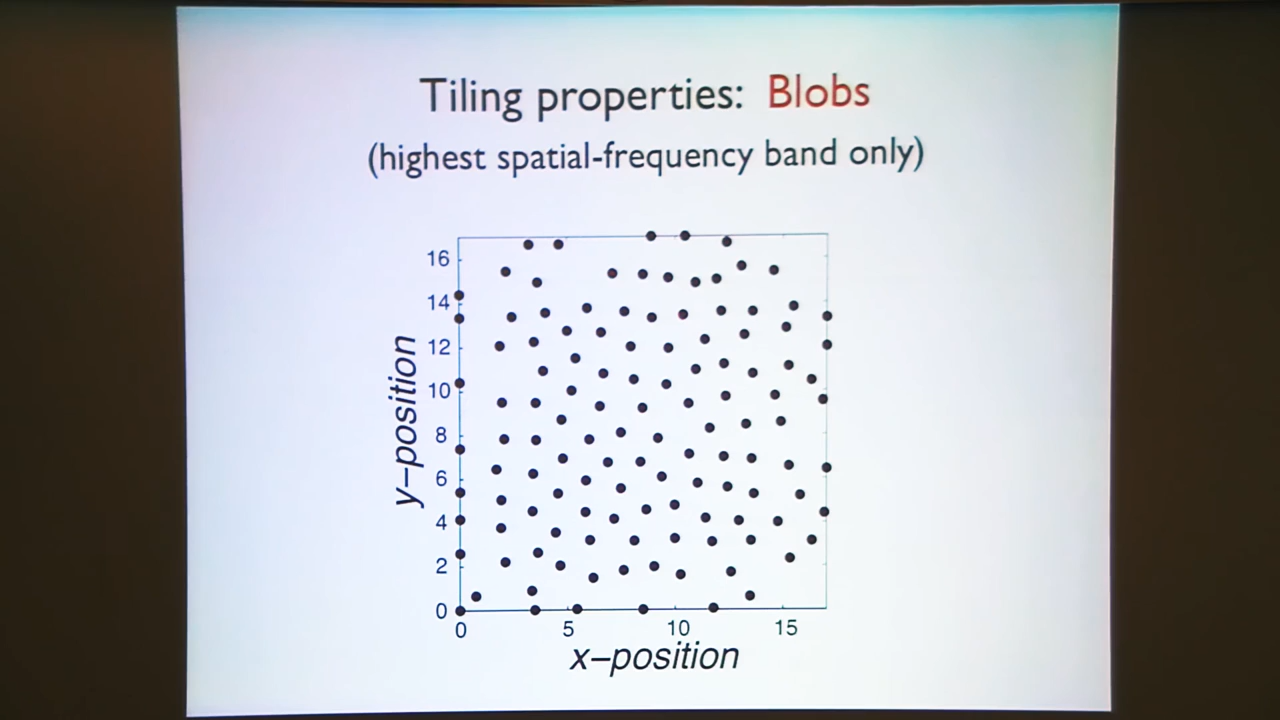 Tiling properties: Blobs
(highest spatial-frequency band only)
16
14
12
10
8
6
4
2
0
y-position
0 5 10 15
x-position